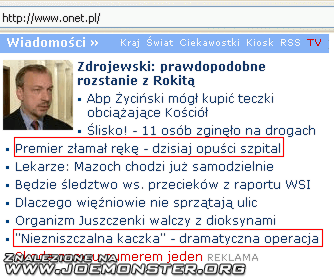 http://www.onet.pl/
Wiadomości »
Kraj Świat Ciekawostki Kiosk RSS TV
Zdrojewski: prawdopodobne
rozstanie z Rokitą
Abp Życiński mógł kupić teczki
obciążające Kościół
Ślisko! - 11 osób zginęło na drogach
Premier złamał rękę - dzisiaj opuści szpital
Lekarze: Mazoch chodzi już samodzielnie
Będzie śledztwo ws. przecieków z raportu WSI
Dlaczego więźniowie nie sprzątają ulic
Organizm Juszczenki walczy z dioksynami
"Niezniszczalna kaczka" - dramatyczna operacja
numerem jeden REKLAMA
ZNALEZIONE NA
WWW.JOEMONSTER.ORG